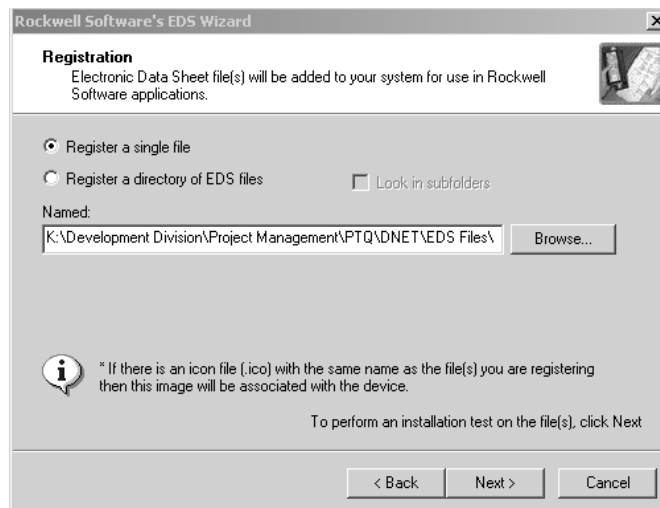 Rockwell Software's EDS Wizard
Registration
Electronic Data Sheet file(s) will be added to your system for use in Rockwell
Software applications.
Register a single file
Register a directory of EDS files
Look in subfolders
Named:
K:\Development Division\Project Management\PTQ\DNET\EDS Files\
Browse...
* If there is an icon file (.ico) with the same name as the file(s) you are registering
then this image will be associated with the device.
To perform an installation test on the file(s), click Next
< Back
Next >
Cancel